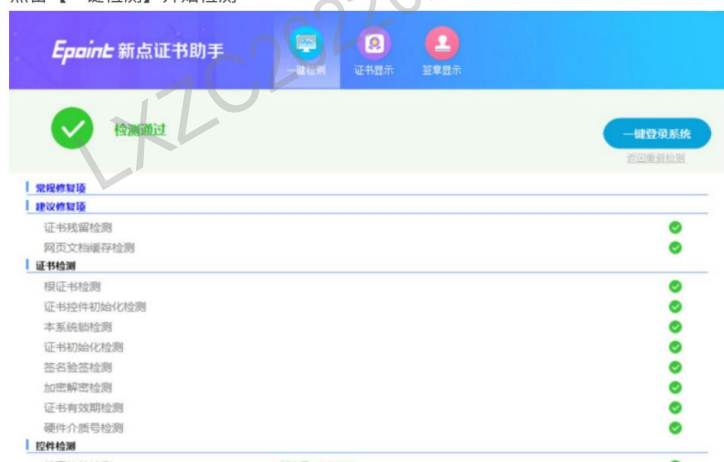 点击【一键检测】开始检测
Epoint 新点证书助手
一键检测 证书显示 签章显示
LXZC20220
检测通过
一键登录系统
返回重新检测
常规修复项
建议修复项
证书残留检测
网页文档缓存检测
证书检测
根证书检测
证书控件初始化检测
本系统锁检测
证书初始化检测
签名验签检测
加密解密检测
证书有效期检测
硬件介质号检测
控件检测